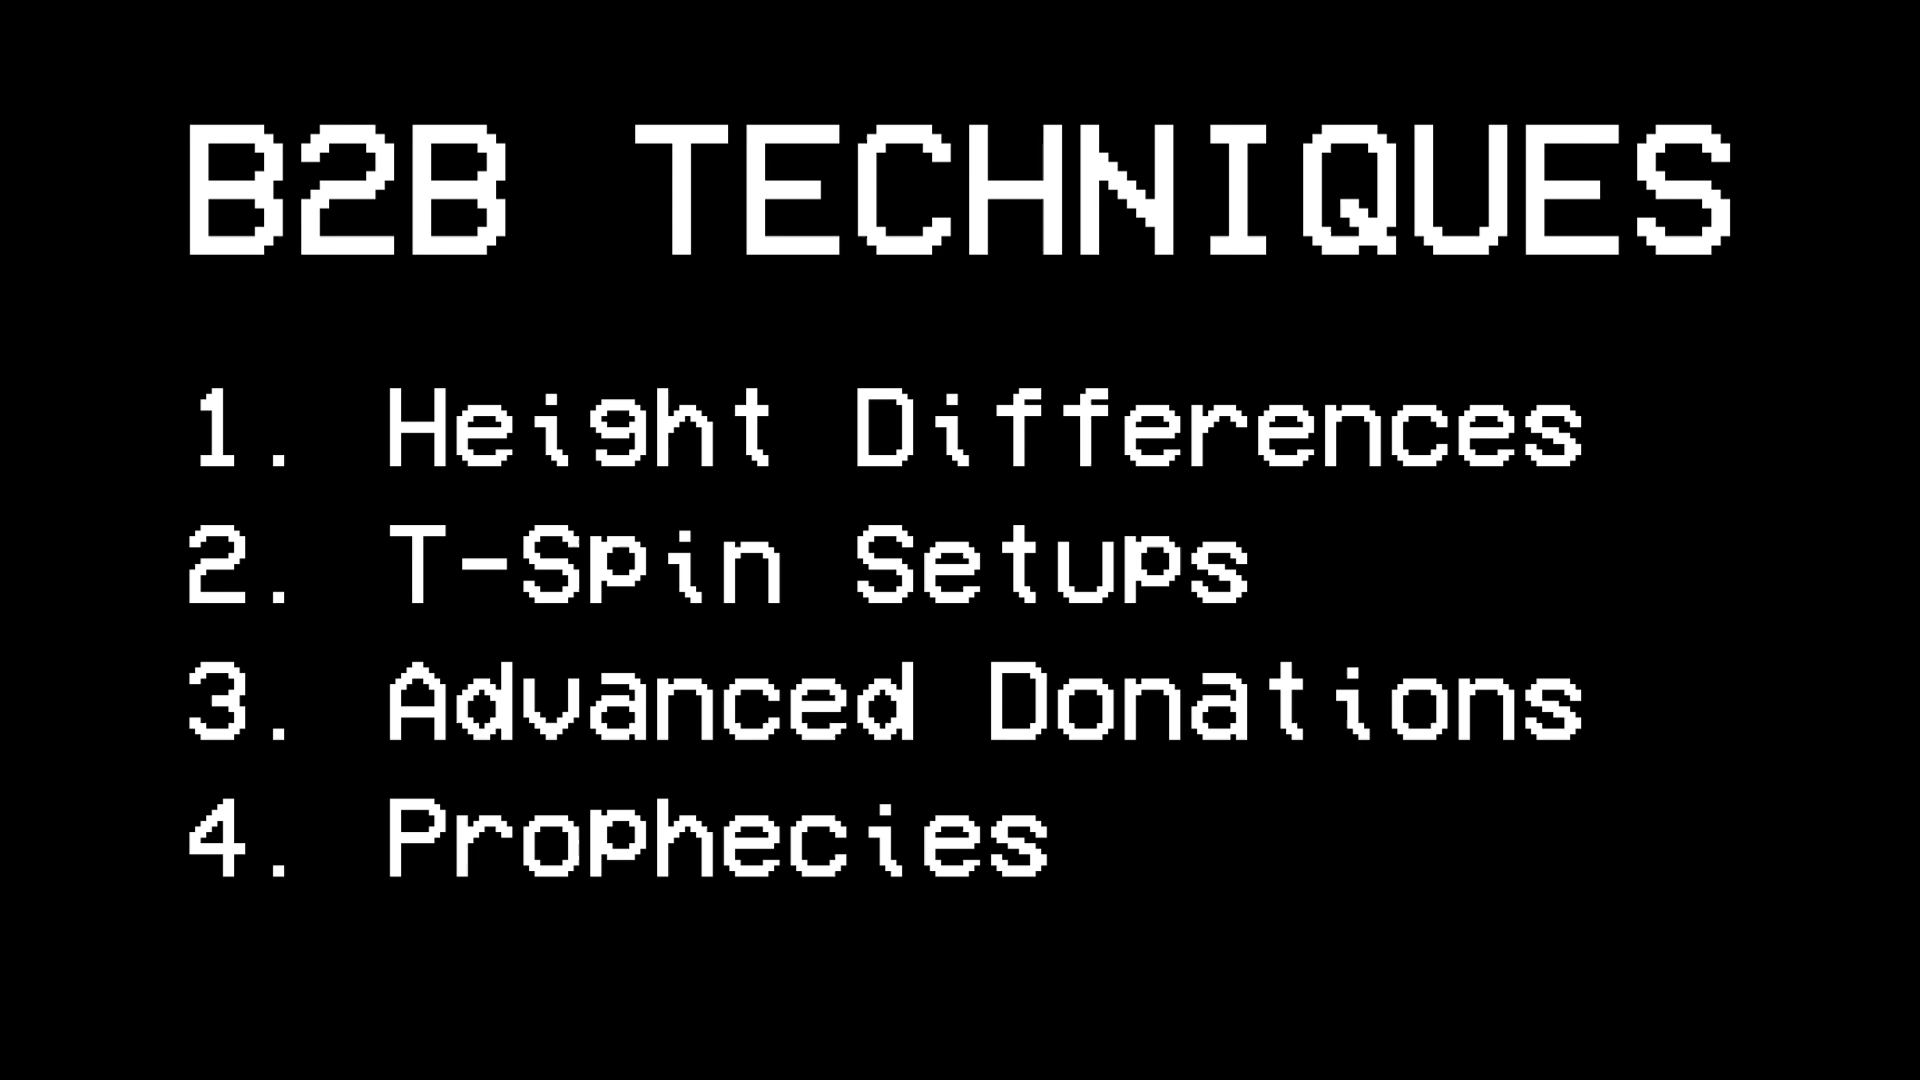 B2B TECHNIQUES
1. Height Differences
2. T-Spin Setups
3. Advanced Donations
4. Prophecies